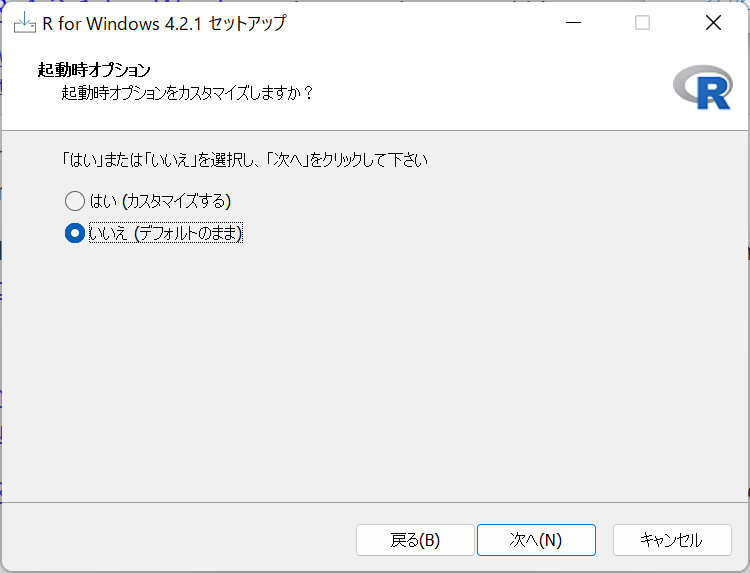 R for Windows 4.2.1 セットアップ
起動時オプション
起動時オプションをカスタマイズしますか？
R
「はい」または「いいえ」を選択し、「次へ」をクリックして下さい
はい (カスタマイズする)
いいえ (デフォルトのまま)
戻る(B)
次へ(N)
キャンセル